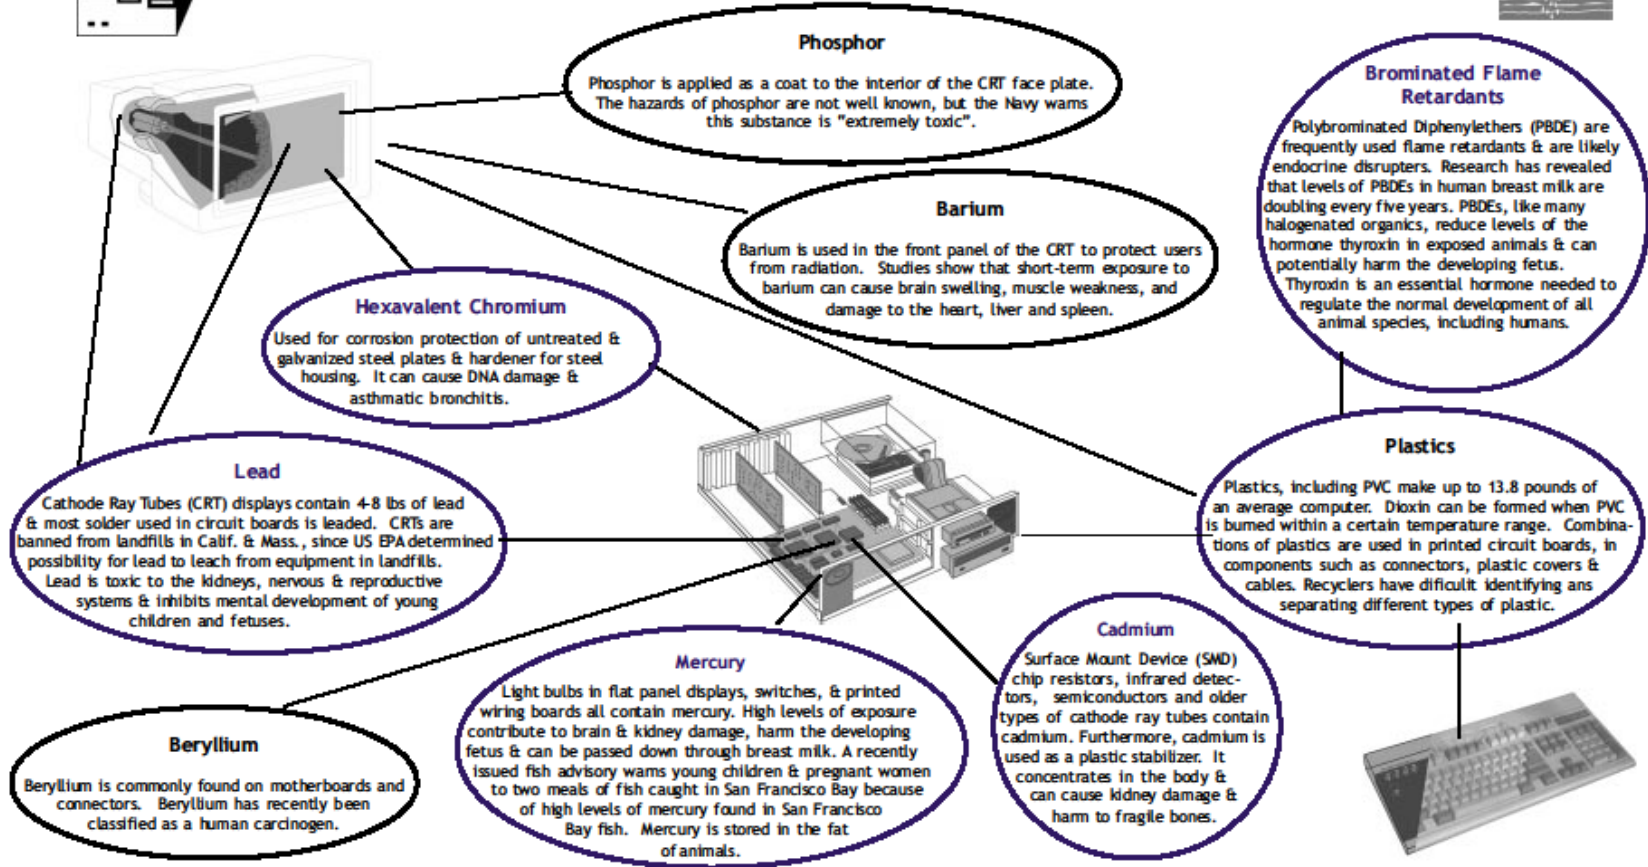 Phosphor
Phosphor is applied as a coat to the interior of the CRT face plate.
The hazards of phosphor are not well known, but the Navy warns
this substance is "extremely toxic".
Brominated Flame
Retardants
Polybrominated Diphenylethers (PBDE) are
frequently used flame retardants & are likely
endocrine disrupters. Research has revealed
that levels of PBDEs in human breast milk are
doubling every five years. PBDEs, like many
halogenated organics, reduce levels of the
hormone thyroxin in exposed animals & can
potentially harm the developing fetus.
Thyroxin is an essential hormone needed to
regulate the normal development of all
animal species, including humans.
Barium
Barium is used in the front panel of the CRT to protect users
from radiation. Studies show that short-term exposure to
barium can cause brain swelling, muscle weakness, and
damage to the heart, liver and spleen.
Hexavalent Chromium
Used for corrosion protection of untreated &
galvanized steel plates & hardener for steel
housing. It can cause DNA damage &
asthmatic bronchitis.
Lead
Cathode Ray Tubes (CRT) displays contain 4-8 lbs of lead
& most solder used in circuit boards is leaded. CRTs are
banned from landfills in Calif. & Mass., since US EPA determined
possibility for lead to leach from equipment in landfills.
Lead is toxic to the kidneys, nervous & reproductive
systems & inhibits mental development of young
children and fetuses.
Plastics
Plastics, including PVC make up to 13.8 pounds of
an average computer. Dioxin can be formed when PVC
is burned within a certain temperature range. Combina-
tions of plastics are used in printed circuit boards, in
components such as connectors, plastic covers &
cables. Recyclers have dificulit identifying ans
separating different types of plastic.
Beryllium
Beryllium is commonly found on motherboards and
connectors. Beryllium has recently been
classified as a human carcinogen.
Mercury
Light bulbs in flat panel displays, switches, & printed
wiring boards all contain mercury. High levels of exposure
contribute to brain & kidney damage, harm the developing
fetus & can be passed down through breast milk. A recently
issued fish advisory warns young children & pregnant women
to two meals of fish caught in San Francisco Bay because
of high levels of mercury found in San Francisco
Bay fish. Mercury is stored in the fat
of animals.
Cadmium
Surface Mount Device (SMD)
chip resistors, infrared detec-
tors, semiconductors and older
types of cathode ray tubes contain
cadmium. Furthermore, cadmium is
used as a plastic stabilizer. It
concentrates in the body &
can cause kidney damage &
harm to fragile bones.